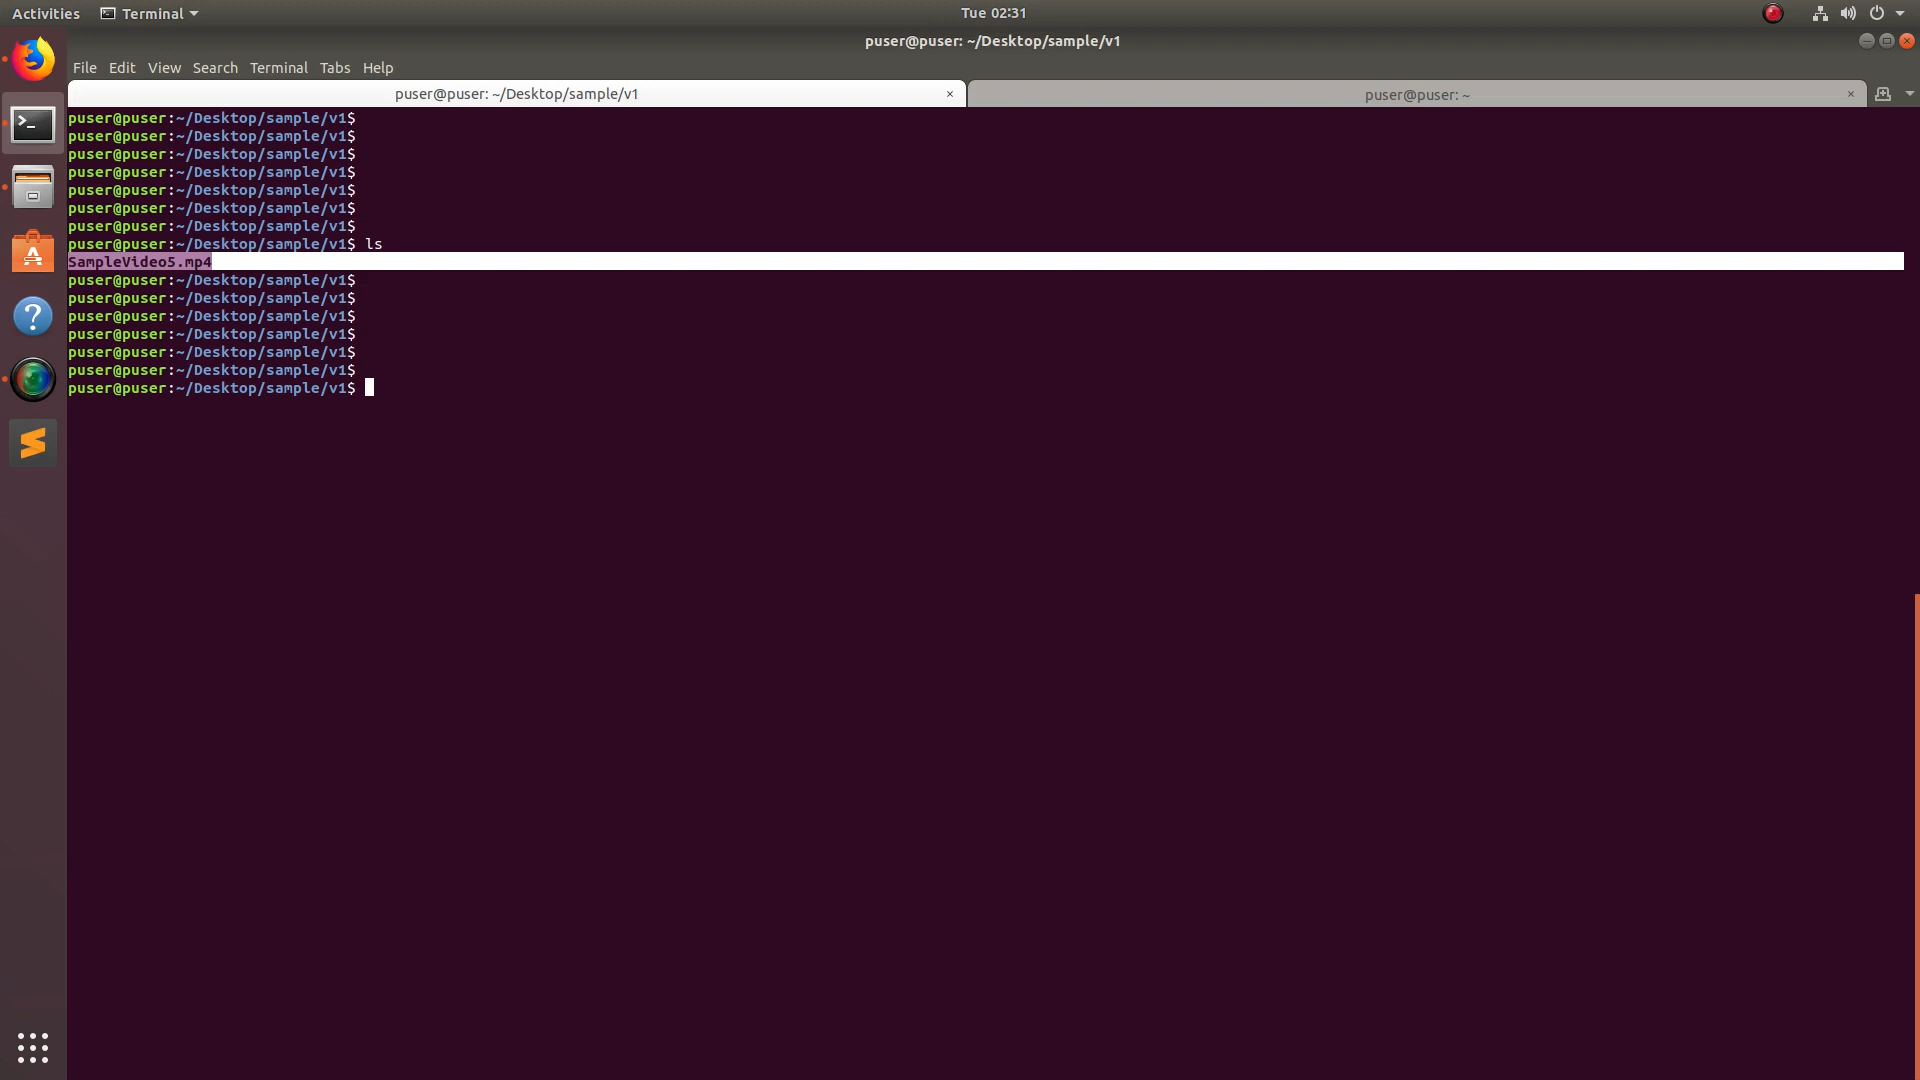 Activities Terminal Tue 02:31
puser@puser: ~/Desktop/sample/v1
File Edit View Search Terminal Tabs Help
puser@puser: ~/Desktop/sample/v1 × puser@puser: ~ ×
puser@puser:~/Desktop/sample/v1$
puser@puser:~/Desktop/sample/v1$
puser@puser:~/Desktop/sample/v1$
puser@puser:~/Desktop/sample/v1$
puser@puser:~/Desktop/sample/v1$
puser@puser:~/Desktop/sample/v1$
puser@puser:~/Desktop/sample/v1$
puser@puser:~/Desktop/sample/v1$ ls
SampleVideo5.mp4
puser@puser:~/Desktop/sample/v1$
puser@puser:~/Desktop/sample/v1$
puser@puser:~/Desktop/sample/v1$
puser@puser:~/Desktop/sample/v1$
puser@puser:~/Desktop/sample/v1$
puser@puser:~/Desktop/sample/v1$
puser@puser:~/Desktop/sample/v1$